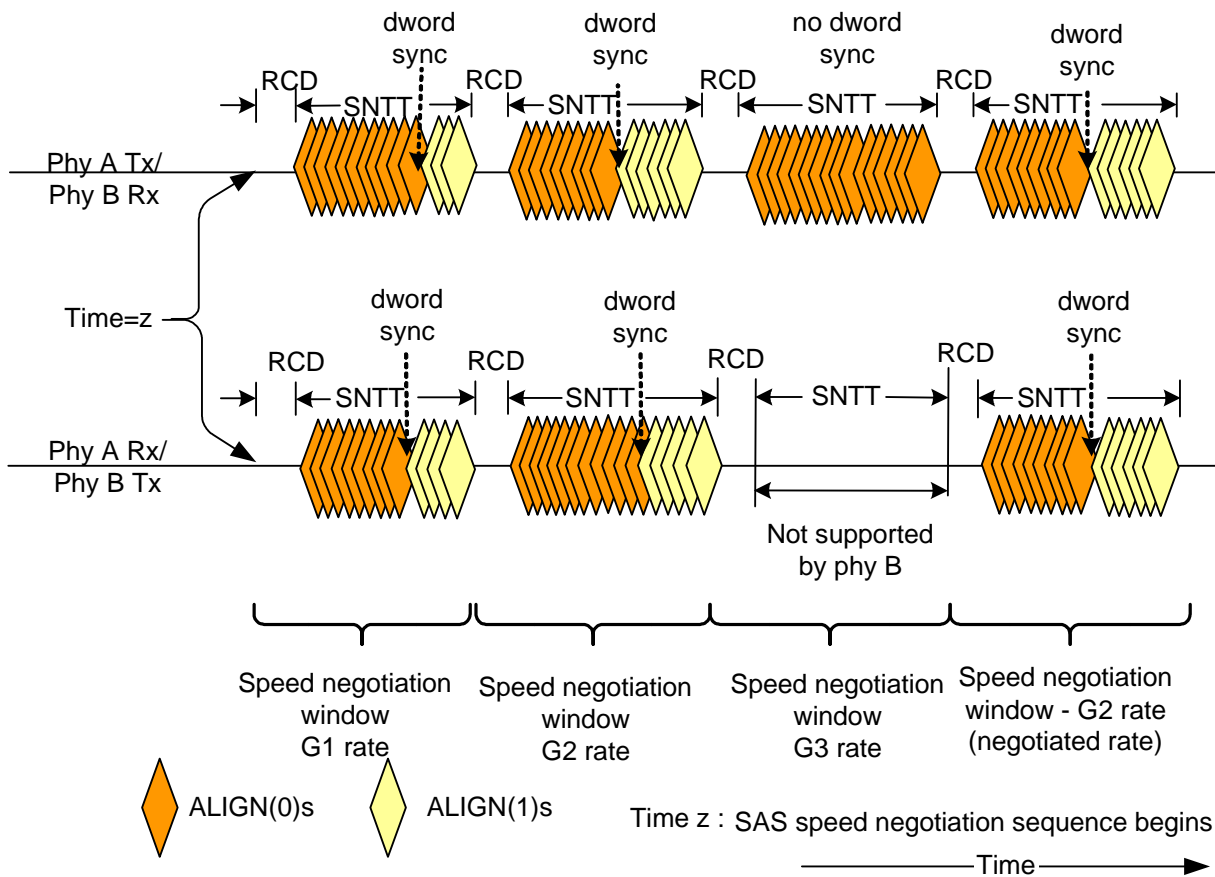 dword
sync
dword
sync
no dword
sync
dword
sync
RCD
RCD
RCD
RCD
SNTT
SNTT
SNTT
SNTT
Phy A Tx/
Phy B Rx
Time=z
dword
sync
dword
sync
dword
sync
RCD
RCD
RCD
RCD
SNTT
SNTT
SNTT
SNTT
Phy A Rx/
Phy B Tx
Not supported
by phy B
Speed negotiation
window
G1 rate
Speed negotiation
window
G2 rate
Speed negotiation
window
G3 rate
Speed negotiation
window - G2 rate
(negotiated rate)
ALIGN(0)s
ALIGN(1)s
Time z : SAS speed negotiation sequence begins
Time